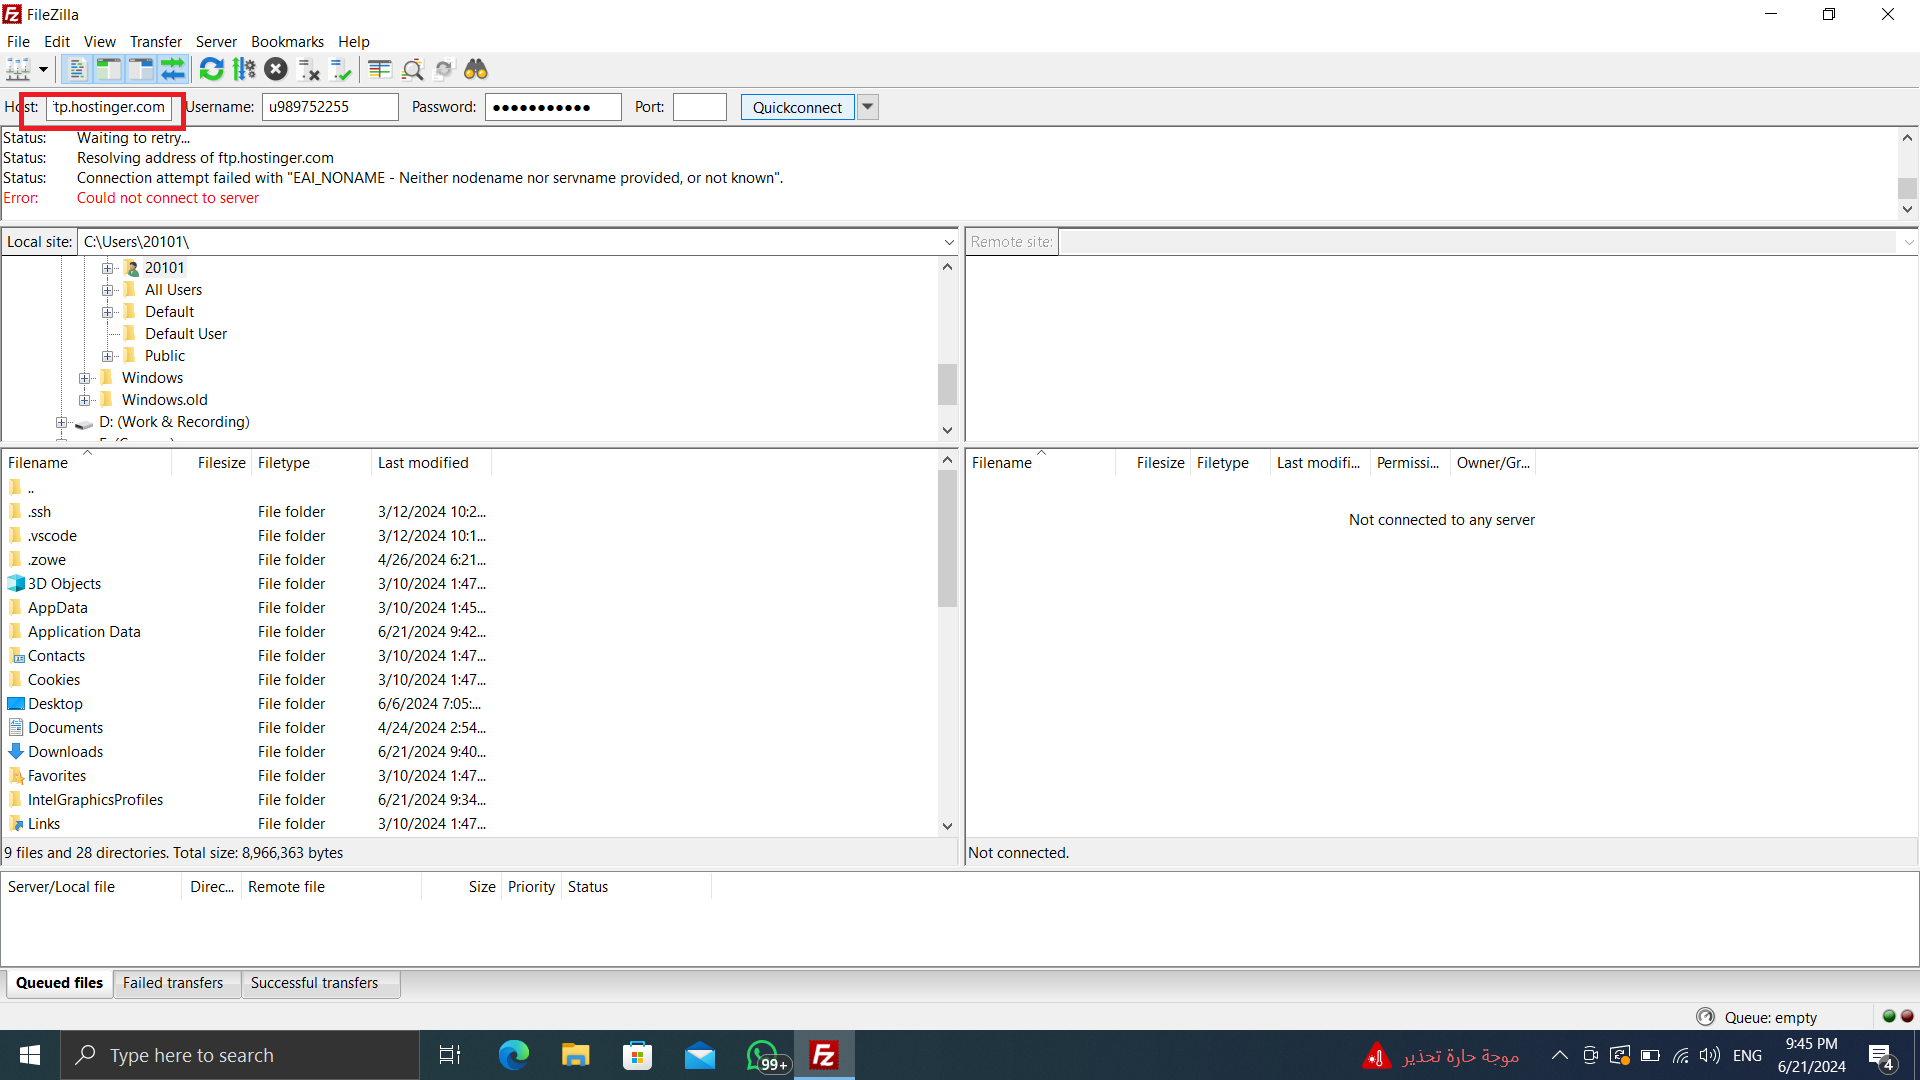 FileZilla
File Edit View Transfer Server Bookmarks Help
Host: tp.hostinger.com Username: u989752255 Password: ●●●●●●●●●●● Port: Quickconnect
Status: Waiting to retry...
Status: Resolving address of ftp.hostinger.com
Status: Connection attempt failed with "EAI_NONAME - Neither nodename nor servname provided, or not known".
Error: Could not connect to server
Local site: C:\Users\20101\
Remote site:
20101
All Users
Default
Default User
Public
Windows
Windows.old
D: (Work & Recording)
Filename Filesize Filetype Last modified
..
.ssh File folder 3/12/2024 10:2...
.vscode File folder 3/12/2024 10:1...
.zowe File folder 4/26/2024 6:21...
3D Objects File folder 3/10/2024 1:47...
AppData File folder 3/10/2024 1:45...
Application Data File folder 6/21/2024 9:42...
Contacts File folder 3/10/2024 1:47...
Cookies File folder 3/10/2024 1:47...
Desktop File folder 6/6/2024 7:05:...
Documents File folder 4/24/2024 2:54...
Downloads File folder 6/21/2024 9:40...
Favorites File folder 3/10/2024 1:47...
IntelGraphicsProfiles File folder 6/21/2024 9:34...
Links File folder 3/10/2024 1:47...
9 files and 28 directories. Total size: 8,966,363 bytes
Filename Filesize Filetype Last modifi... Permissi... Owner/Gr...
Not connected to any server
Not connected.
Server/Local file Direc... Remote file Size Priority Status
Queued files Failed transfers Successful transfers
Queue: empty
Type here to search
99+
Fz
موجة حارة تحذير
ENG
9:45 PM
6/21/2024
4